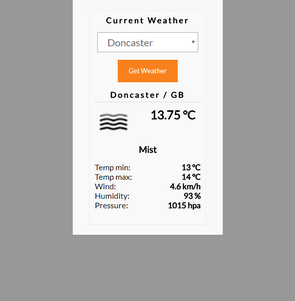 Current Weather
Doncaster
Get Weather
Doncaster / GB
13.75 °C
Mist
Temp min: 13 °C
Temp max: 14 °C
Wind: 4.6 km/h
Humidity: 93 %
Pressure: 1015 hpa